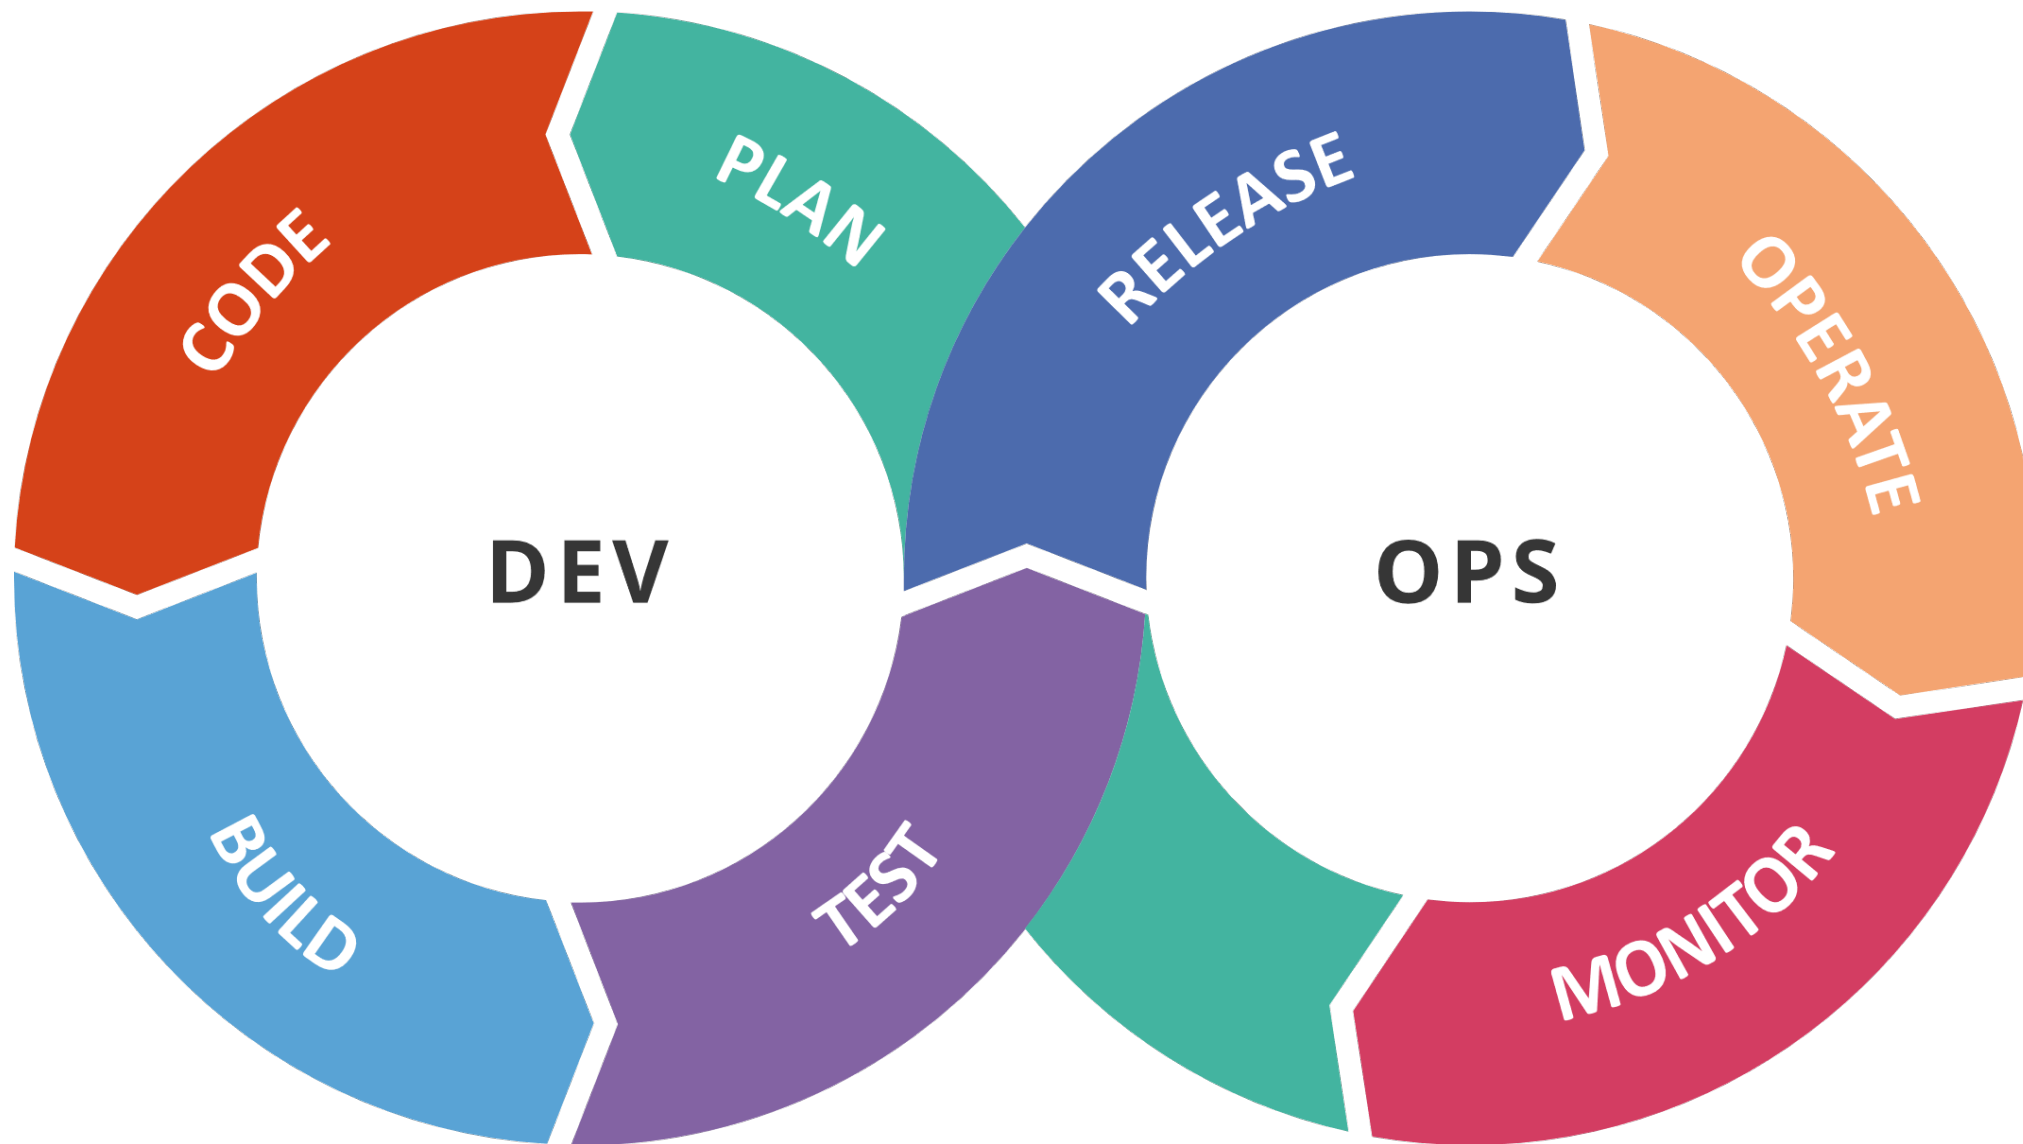 PLAN
CODE
BUILD
TEST
RELEASE
OPERATE
MONITOR
DEV
OPS